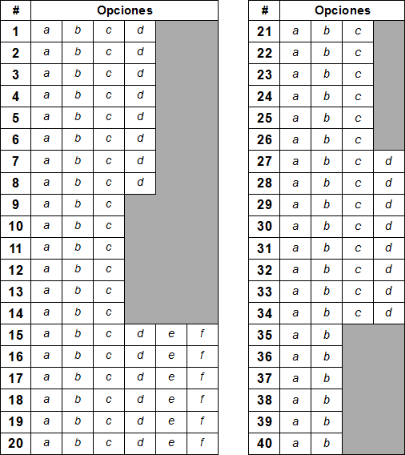 # Opciones
1 a b c d
2 a b c d
3 a b c d
4 a b c d
5 a b c d
6 a b c d
7 a b c d
8 a b c d
9 a b c
10 a b c
11 a b c
12 a b c
13 a b c
14 a b c
15 a b c d e f
16 a b c d e f
17 a b c d e f
18 a b c d e f
19 a b c d e f
20 a b c d e f
# Opciones
21 a b c
22 a b c
23 a b c
24 a b c
25 a b c
26 a b c
27 a b c d
28 a b c d
29 a b c d
30 a b c d
31 a b c d
32 a b c d
33 a b c d
34 a b c d
35 a b
36 a b
37 a b
38 a b
39 a b
40 a b